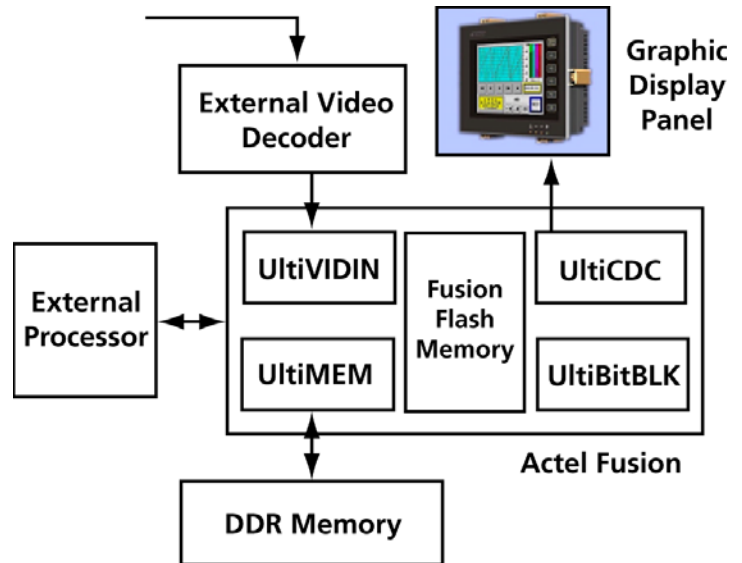 External Video
Decoder
Graphic
Display
Panel
External
Processor
UltiVIDIN
UltiMEM
Fusion
Flash
Memory
UltiCDC
UltiBitBLK
Actel Fusion
DDR Memory